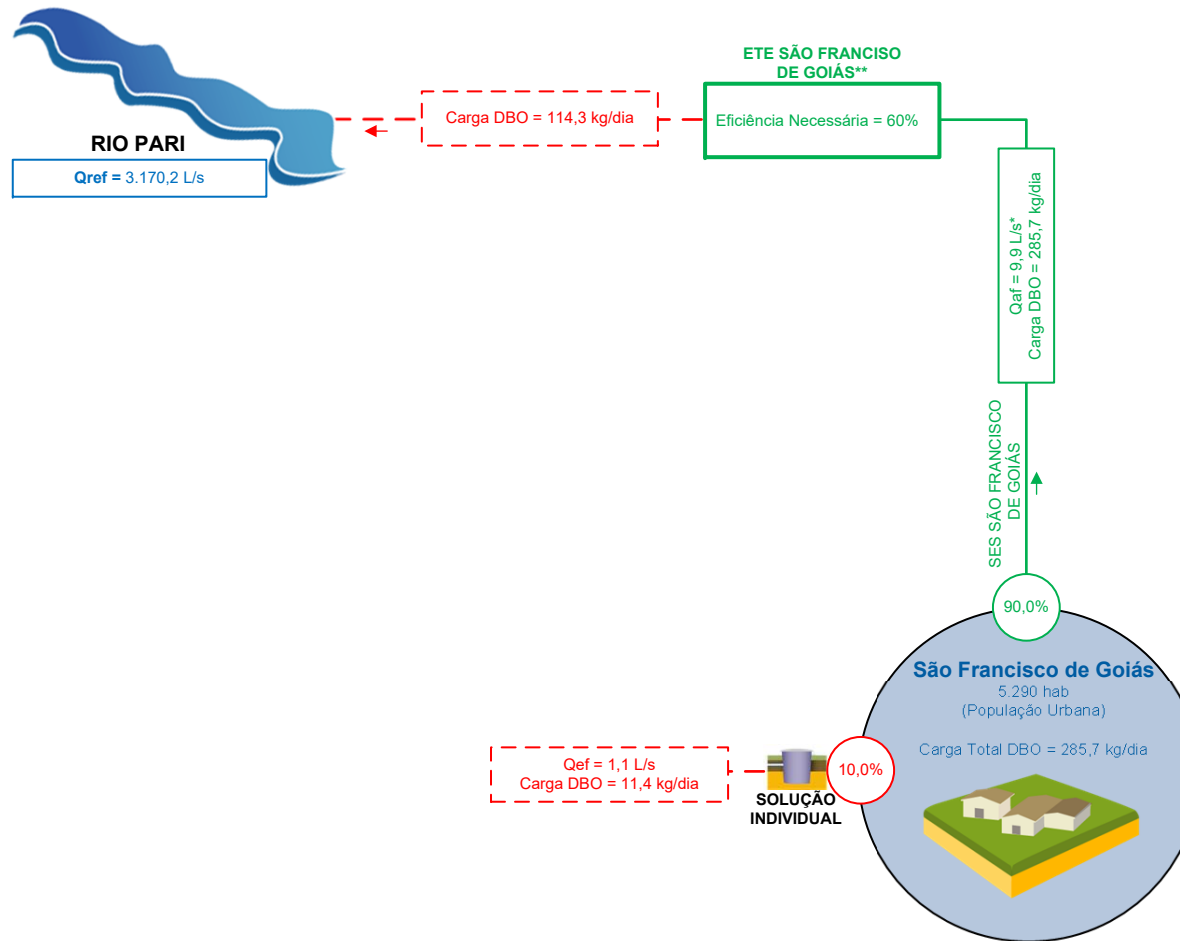 RIO PARI
Qref = 3.170,2 L/s
Carga DBO = 114,3 kg/dia
ETE SÃO FRANCISO
DE GOIÁS**
Eficiência Necessária = 60%
Qaf = 9,9 L/s*
Carga DBO = 285,7 kg/dia
SES SÃO FRANCISCO
DE GOIÁS
90,0%
São Francisco de Goiás
5.290 hab
(População Urbana)
Carga Total DBO = 285,7 kg/dia
10,0%
SOLUÇÃO
INDIVIDUAL
Qef = 1,1 L/s
Carga DBO = 11,4 kg/dia